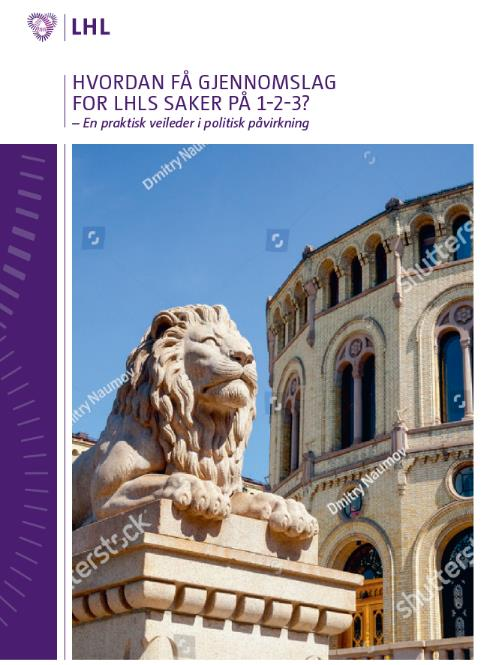 LHL
HVORDAN FÅ GJENNOMSLAG
FOR LHLS SAKER PÅ 1-2-3?
– En praktisk veileder i politisk påvirkning
Dmitry Naumov
shutterstock
Dmitry Naumov
Dmitry Naumov
shutterstock
shutterstock